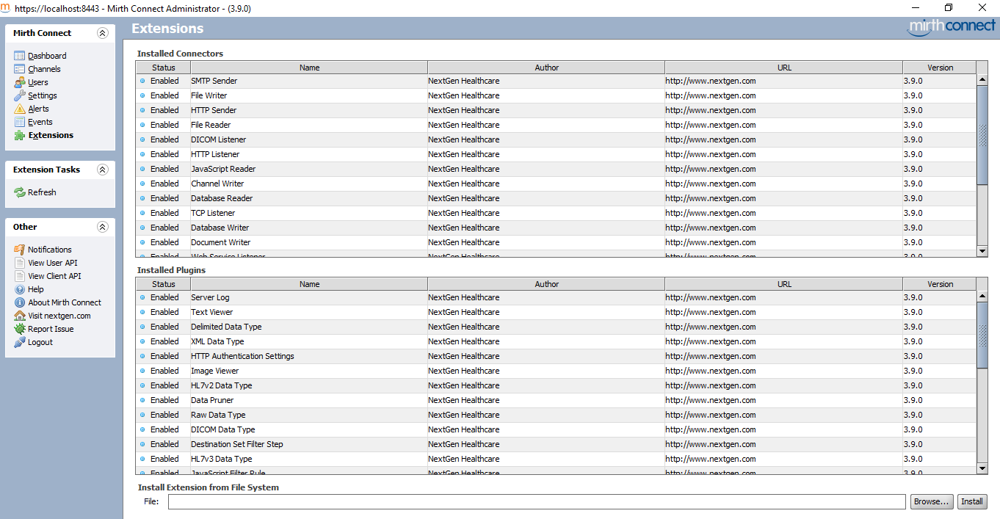 https://localhost:8443 - Mirth Connect Administrator - (3.9.0)
Mirth Connect
Dashboard
Channels
Users
Settings
Alerts
Events
Extensions
Extension Tasks
Refresh
Other
Notifications
View User API
View Client API
Help
About Mirth Connect
Visit nextgen.com
Report Issue
Logout
Extensions
mirthconnect
Installed Connectors
Status Name Author URL Version
Enabled SMTP Sender NextGen Healthcare http://www.nextgen.com 3.9.0
Enabled File Writer NextGen Healthcare http://www.nextgen.com 3.9.0
Enabled HTTP Sender NextGen Healthcare http://www.nextgen.com 3.9.0
Enabled File Reader NextGen Healthcare http://www.nextgen.com 3.9.0
Enabled DICOM Listener NextGen Healthcare http://www.nextgen.com 3.9.0
Enabled HTTP Listener NextGen Healthcare http://www.nextgen.com 3.9.0
Enabled JavaScript Reader NextGen Healthcare http://www.nextgen.com 3.9.0
Enabled Channel Writer NextGen Healthcare http://www.nextgen.com 3.9.0
Enabled Database Reader NextGen Healthcare http://www.nextgen.com 3.9.0
Enabled TCP Listener NextGen Healthcare http://www.nextgen.com 3.9.0
Enabled Database Writer NextGen Healthcare http://www.nextgen.com 3.9.0
Enabled Document Writer NextGen Healthcare http://www.nextgen.com 3.9.0
Enabled Web Service Listener NextGen Healthcare http://www.nextgen.com 3.9.0
Installed Plugins
Status Name Author URL Version
Enabled Server Log NextGen Healthcare http://www.nextgen.com 3.9.0
Enabled Text Viewer NextGen Healthcare http://www.nextgen.com 3.9.0
Enabled Delimited Data Type NextGen Healthcare http://www.nextgen.com 3.9.0
Enabled XML Data Type NextGen Healthcare http://www.nextgen.com 3.9.0
Enabled HTTP Authentication Settings NextGen Healthcare http://www.nextgen.com 3.9.0
Enabled Image Viewer NextGen Healthcare http://www.nextgen.com 3.9.0
Enabled HL7v2 Data Type NextGen Healthcare http://www.nextgen.com 3.9.0
Enabled Data Pruner NextGen Healthcare http://www.nextgen.com 3.9.0
Enabled Raw Data Type NextGen Healthcare http://www.nextgen.com 3.9.0
Enabled DICOM Data Type NextGen Healthcare http://www.nextgen.com 3.9.0
Enabled Destination Set Filter Step NextGen Healthcare http://www.nextgen.com 3.9.0
Enabled HL7v3 Data Type NextGen Healthcare http://www.nextgen.com 3.9.0
Enabled JavaScript Filter Rule NextGen Healthcare http://www.nextgen.com 3.9.0
Install Extension from File System
File: Browse... Install